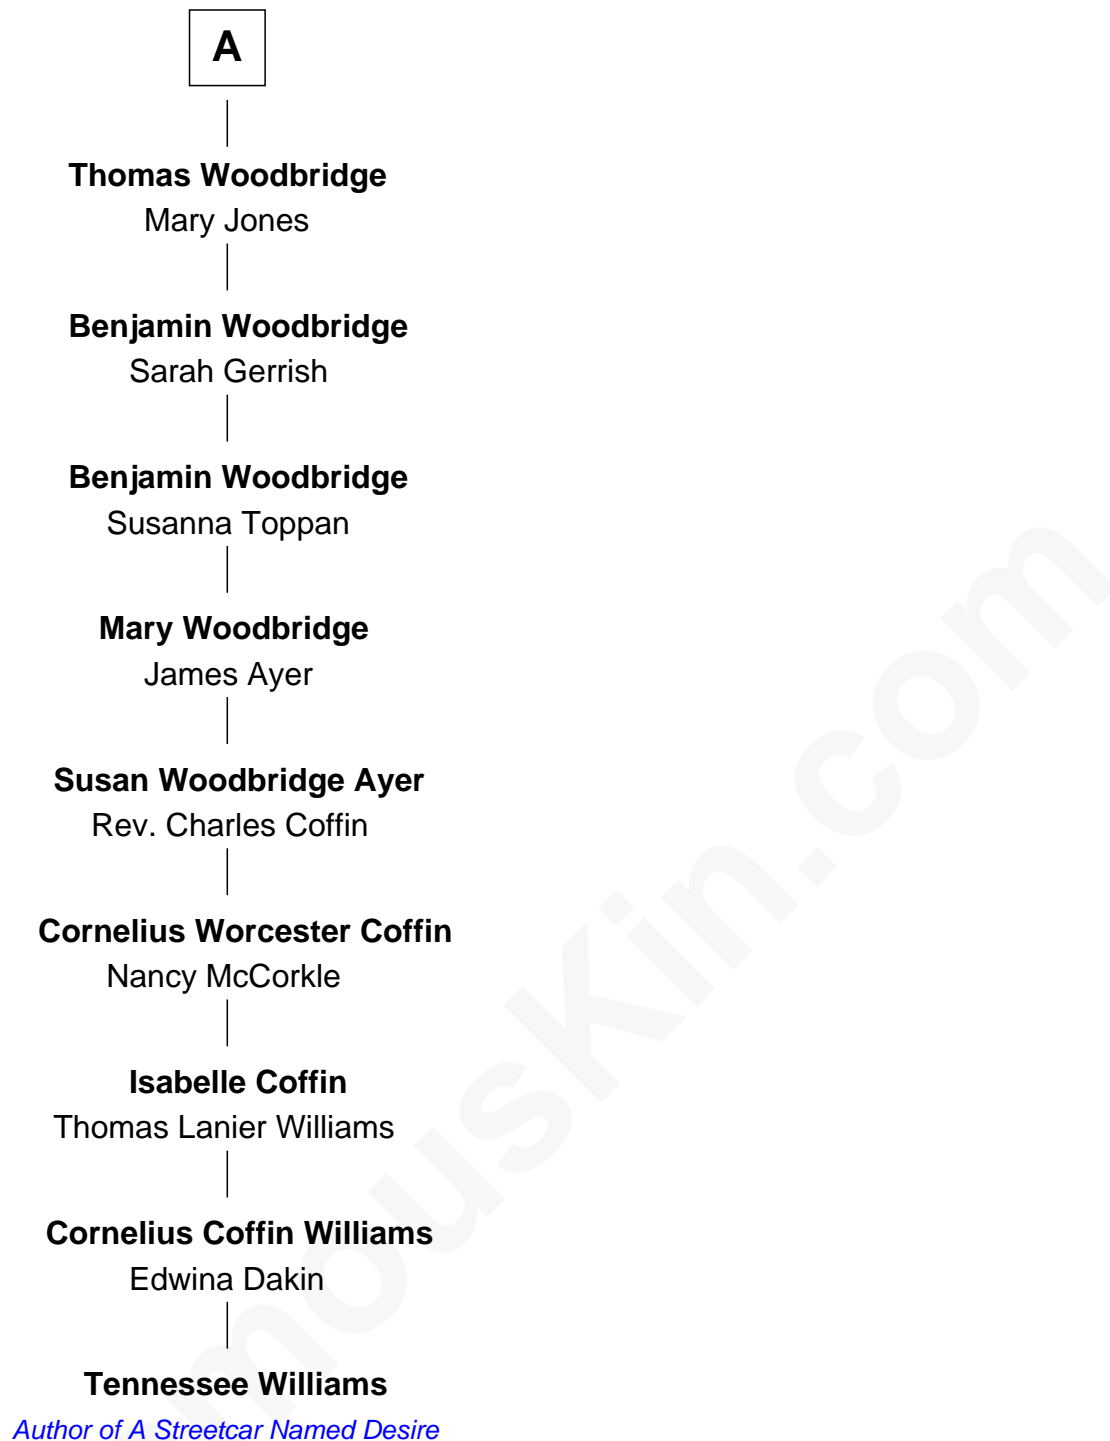 A
Thomas Woodbridge
Mary Jones
Benjamin Woodbridge
Sarah Gerrish
Benjamin Woodbridge
Susanna Toppan
Mary Woodbridge
James Ayer
Susan Woodbridge Ayer
Rev. Charles Coffin
Cornelius Worcester Coffin
Nancy McCorkle
Isabelle Coffin
Thomas Lanier Williams
Cornelius Coffin Williams
Edwina Dakin
Tennessee Williams
Author of A Streetcar Named Desire
mousKin.com